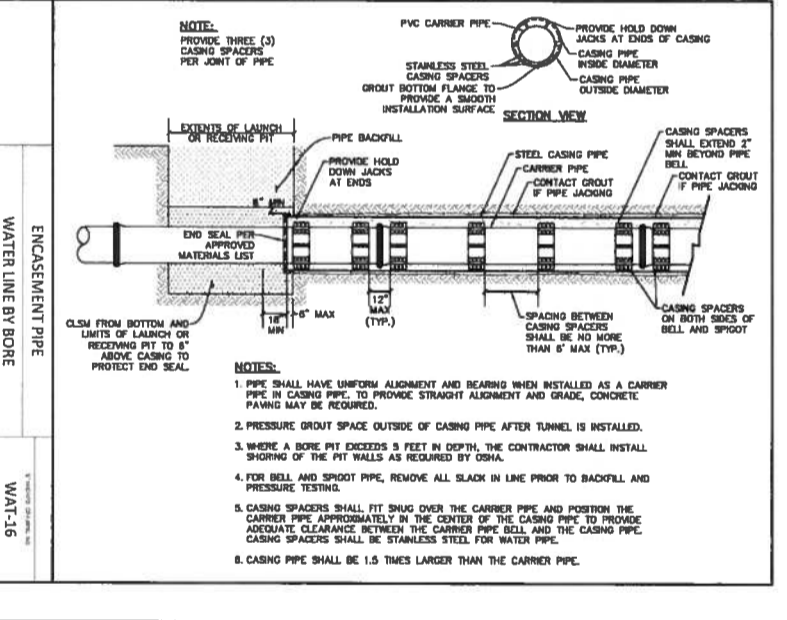 NOTE:
PROVIDE THREE (3)
CASING SPACERS
PER JOINT OF PIPE
PVC CARRIER PIPE
PROVIDE HOLD DOWN
JACKS AT ENDS OF CASING
CASING PIPE
INSIDE DIAMETER
CASING PIPE
OUTSIDE DIAMETER
STAINLESS STEEL
CASING SPACERS
GROUT BOTTOM FLANGE TO
PROVIDE A SMOOTH
INSTALLATION SURFACE
SECTION VIEW
EXTENTS OF LAUNCH
OR RECEIVING PIT
PIPE BACKFILL
PROVIDE HOLD
DOWN JACKS
AT ENDS
STEEL CASING PIPE
CARRIER PIPE
CONTACT GROUT
IF PIPE JACKING
CASING SPACERS
SHALL EXTEND 2"
MIN BEYOND PIPE
BELL
CONTACT GROUT
IF PIPE JACKING
MIN
END SEAL PER
APPROVED
MATERIALS LIST
18"
MIN
6" MAX
12"
MAX
(TYP.)
SPACING BETWEEN
CASING SPACERS
SHALL BE NO MORE
THAN 6' MAX (TYP.)
CASING SPACERS
ON BOTH SIDES OF
BELL AND SPIGOT
CLSM FROM BOTTOM AND
LIMITS OF LAUNCH OR
RECEIVING PIT TO 6"
ABOVE CASING TO
PROTECT END SEAL
NOTES:
1. PIPE SHALL HAVE UNIFORM ALIGNMENT AND BEARING WHEN INSTALLED AS A CARRIER
PIPE IN CASING PIPE. TO PROVIDE STRAIGHT ALIGNMENT AND GRADE, CONCRETE
PAVING MAY BE REQUIRED.
2. PRESSURE GROUT SPACE OUTSIDE OF CASING PIPE AFTER TUNNEL IS INSTALLED.
3. WHERE A BORE PIT EXCEEDS 5 FEET IN DEPTH, THE CONTRACTOR SHALL INSTALL
SHORING OF THE PIT WALLS AS REQUIRED BY OSHA.
4. FOR BELL AND SPIGOT PIPE, REMOVE ALL SLACK IN LINE PRIOR TO BACKFILL AND
PRESSURE TESTING.
5. CASING SPACERS SHALL FIT SNUG OVER THE CARRIER PIPE AND POSITION THE
CARRIER PIPE APPROXIMATELY IN THE CENTER OF THE CASING PIPE TO PROVIDE
ADEQUATE CLEARANCE BETWEEN THE CARRIER PIPE BELL AND THE CASING PIPE.
CASING SPACERS SHALL BE STAINLESS STEEL FOR WATER PIPE.
6. CASING PIPE SHALL BE 1.5 TIMES LARGER THAN THE CARRIER PIPE.
ENCASEMENT PIPE
WATER LINE BY BORE
WAT-16